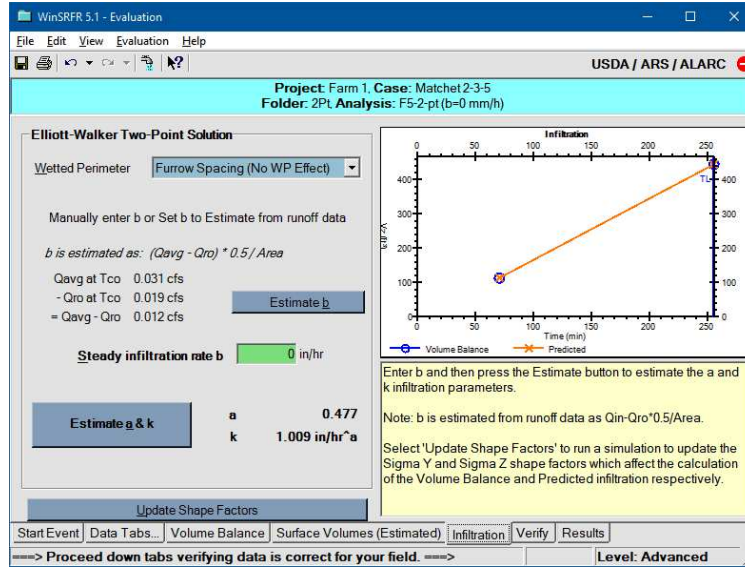 WinSRFR 5.1 - Evaluation
File Edit View Evaluation Help
USDA / ARS / ALARC
Project: Farm 1, Case: Matchet 2-3-5
Folder: 2Pt, Analysis: F5-2-pt (b=0 mm/h)
Elliott-Walker Two-Point Solution
Wetted Perimeter Furrow Spacing (No WP Effect)
Manually enter b or Set b to Estimate from runoff data
b is estimated as: (Qavg - Qro) * 0.5 / Area
Qavg at Tco 0.031 cfs
- Qro at Tco 0.019 cfs
= Qavg - Qro 0.012 cfs
Estimate b
Steady infiltration rate b 0 in/hr
Estimate a & k
a 0.477
k 1.009 in/hr^a
Update Shape Factors
Infiltration
0 50 100 150 200 250
400 400
TL
300 300
200 200
100 100
0 0
0 50 100 150 200 250
Time (min)
Volume Balance Predicted
Enter b and then press the Estimate button to estimate the a and
k infiltration parameters.
Note: b is estimated from runoff data as Qin-Qro*0.5/Area.
Select 'Update Shape Factors' to run a simulation to update the
Sigma Y and Sigma Z shape factors which affect the calculation
of the Volume Balance and Predicted infiltration respectively.
Start Event Data Tabs... Volume Balance Surface Volumes (Estimated) Infiltration Verify Results
===> Proceed down tabs verifying data is correct for your field. ===> Level: Advanced